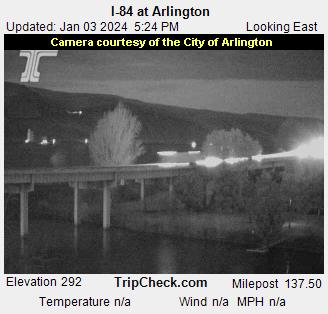 I-84 at Arlington
Updated: Jan 03 2024 5:24 PM Looking East
Camera courtesy of the City of Arlington
Elevation 292 TripCheck.com Milepost 137.50
Temperature n/a Wind n/a MPH n/a